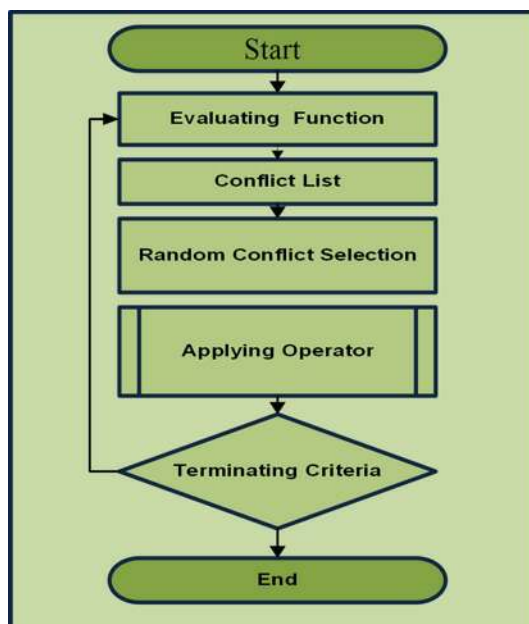 Start
Evaluating Function
Conflict List
Random Conflict Selection
Applying Operator
Terminating Criteria
End